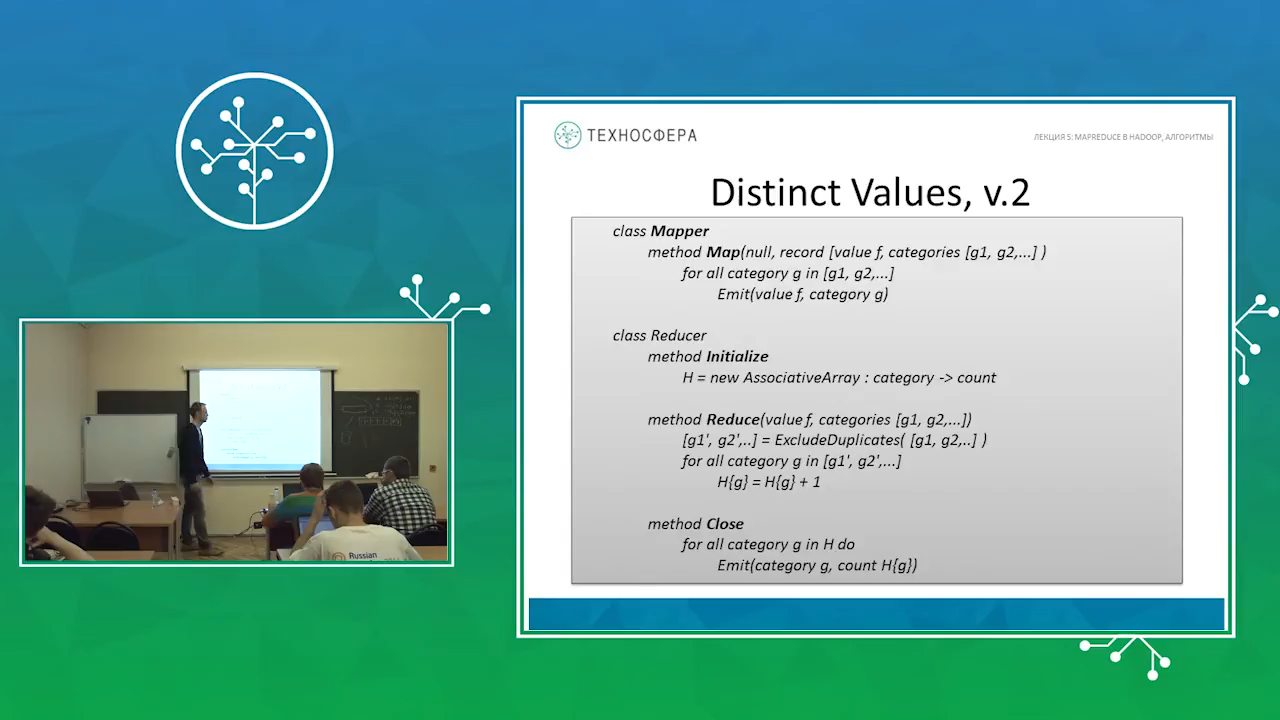 ТЕХНОСФЕРА
ЛЕКЦИЯ 5: MAPREDUCE В HADOOP, АЛГОРИТМЫ
Distinct Values, v.2
class Mapper
method Map(null, record [value f, categories [g1, g2,...] )
for all category g in [g1, g2,...]
Emit(value f, category g)
class Reducer
method Initialize
H = new AssociativeArray : category -> count
method Reduce(value f, categories [g1, g2,...])
[g1', g2',..] = ExcludeDuplicates( [g1, g2,..] )
for all category g in [g1', g2',...]
H{g} = H{g} + 1
method Close
for all category g in H do
Emit(category g, count H{g})
Russian